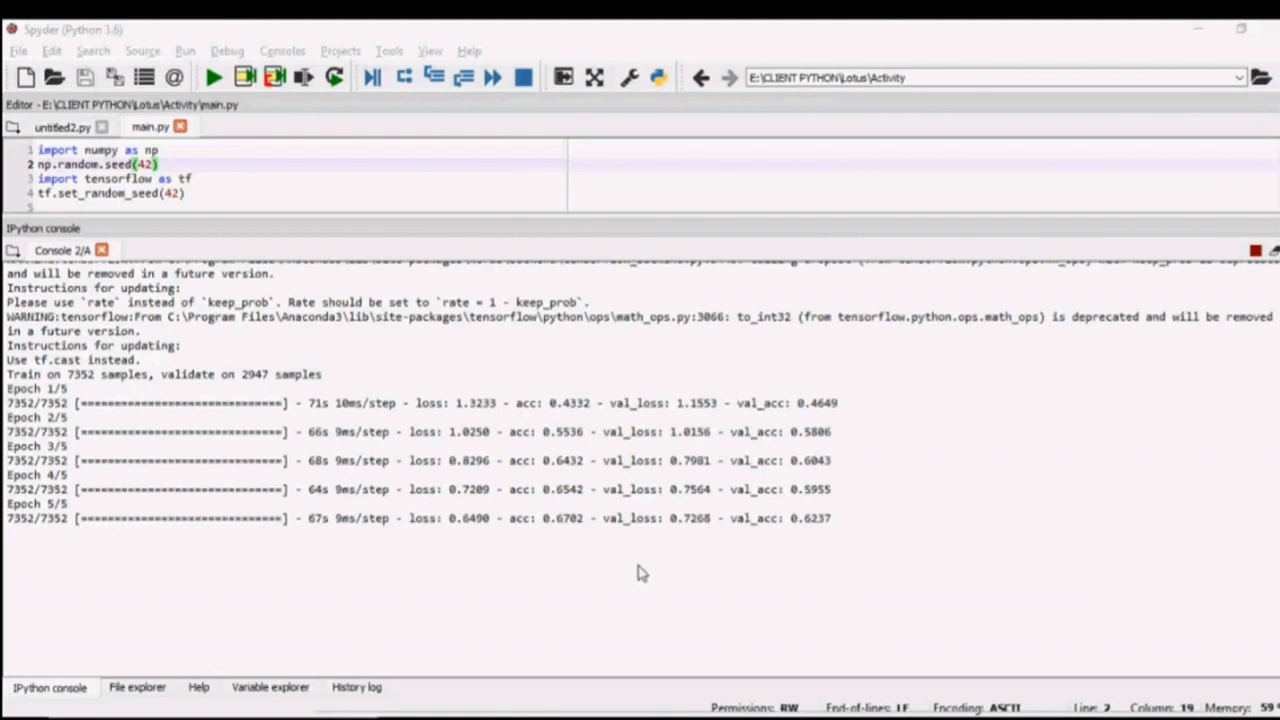 Spyder (Python 3.6)
File Edit Search Source Run Debug Consoles Projects Tools View Help
E:\CLIENT PYTHON\Lotus\Activity
Editor - E:\CLIENT PYTHON\Lotus\Activity\main.py
untitled2.py main.py
1 import numpy as np
2 np.random.seed(42)
3 import tensorflow as tf
4 tf.set_random_seed(42)
5
IPython console
Console 2/A
and will be removed in a future version.
Instructions for updating:
Please use `rate` instead of `keep_prob`. Rate should be set to `rate = 1 - keep_prob`.
WARNING:tensorflow:From C:\Program Files\Anaconda3\lib\site-packages\tensorflow\python\ops\math_ops.py:3066: to_int32 (from tensorflow.python.ops.math_ops) is deprecated and will be removed
in a future version.
Instructions for updating:
Use tf.cast instead.
Train on 7352 samples, validate on 2947 samples
Epoch 1/5
7352/7352 [==============================] - 71s 10ms/step - loss: 1.3233 - acc: 0.4332 - val_loss: 1.1553 - val_acc: 0.4649
Epoch 2/5
7352/7352 [==============================] - 66s 9ms/step - loss: 1.0250 - acc: 0.5536 - val_loss: 1.0156 - val_acc: 0.5806
Epoch 3/5
7352/7352 [==============================] - 68s 9ms/step - loss: 0.8296 - acc: 0.6432 - val_loss: 0.7981 - val_acc: 0.6043
Epoch 4/5
7352/7352 [==============================] - 64s 9ms/step - loss: 0.7209 - acc: 0.6542 - val_loss: 0.7564 - val_acc: 0.5955
Epoch 5/5
7352/7352 [==============================] - 67s 9ms/step - loss: 0.6490 - acc: 0.6702 - val_loss: 0.7268 - val_acc: 0.6237
IPython console File explorer Help Variable explorer History log
Permissions: RW End-of-lines: LF Encoding: ASCII Line: 2 Column: 19 Memory: 59